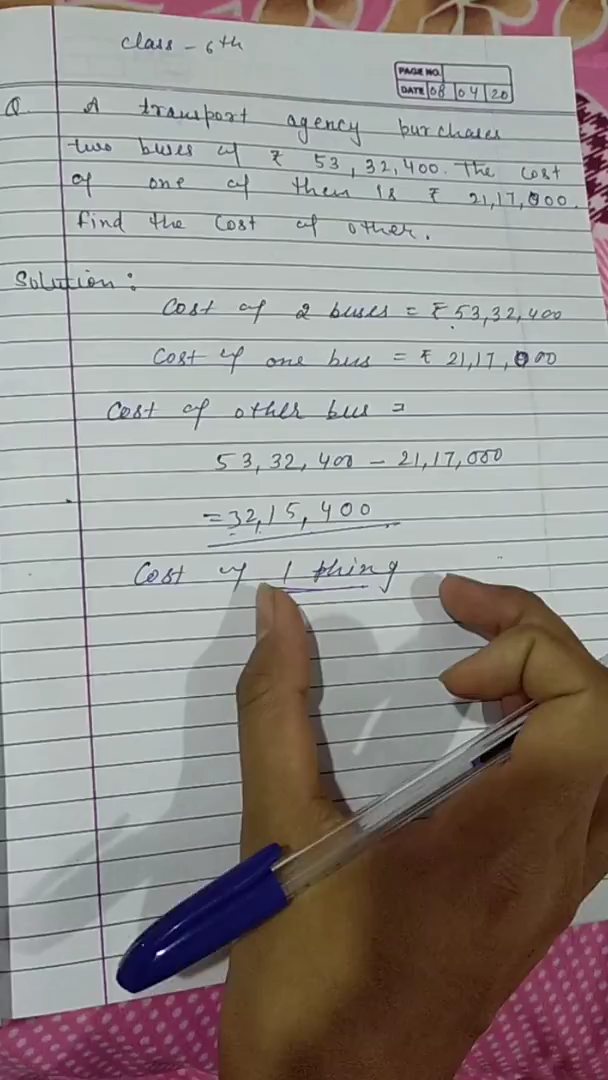 Class - 6th
PAGE NO.
DATE 08 04 20
Q. A transport agency purchases
two buses of ₹ 53,32,400. The cost
of one of them is ₹ 21,17,000.
find the cost of other.
Solution:
Cost of 2 buses = ₹ 53,32,400
Cost of one bus = ₹ 21,17,000
Cost of other bus =
53,32,400 - 21,17,000
= 32,15,400
Cost of 1 thing